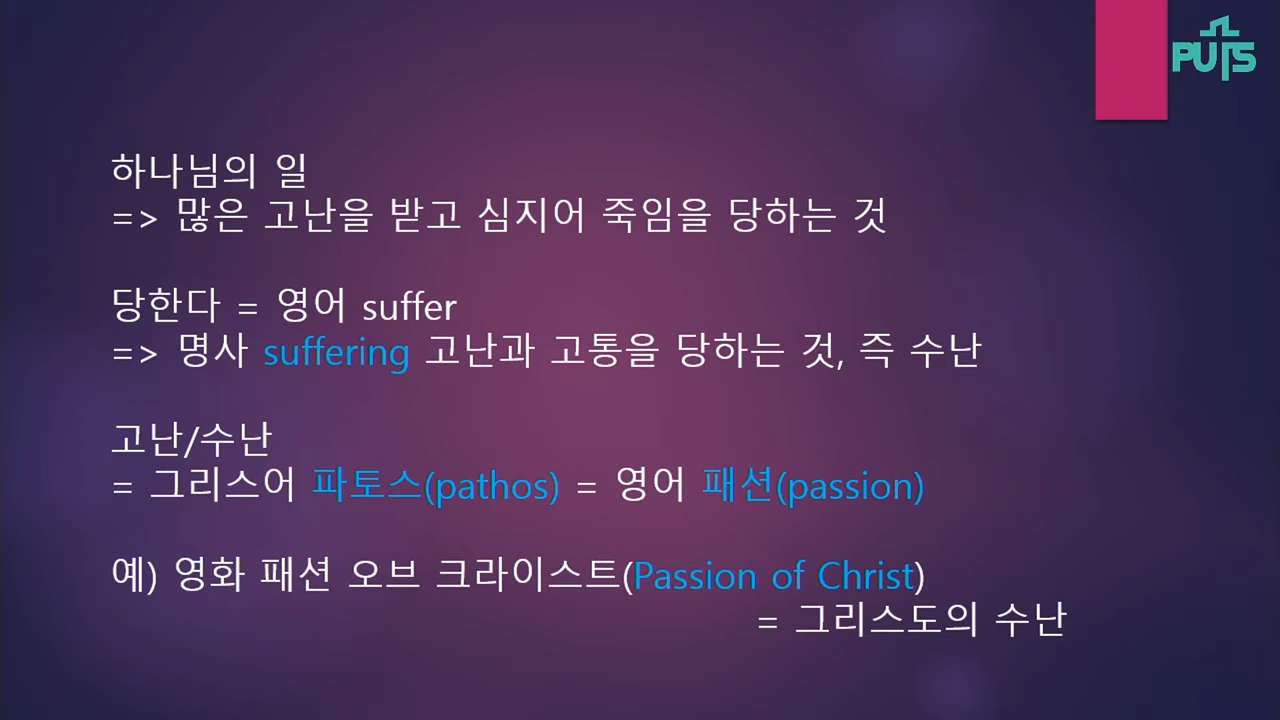 PUTS
하나님의 일
=> 많은 고난을 받고 심지어 죽임을 당하는 것
당한다 = 영어 suffer
=> 명사 suffering 고난과 고통을 당하는 것, 즉 수난
고난/수난
= 그리스어 파토스(pathos) = 영어 패션(passion)
예) 영화 패션 오브 크라이스트(Passion of Christ)
= 그리스도의 수난